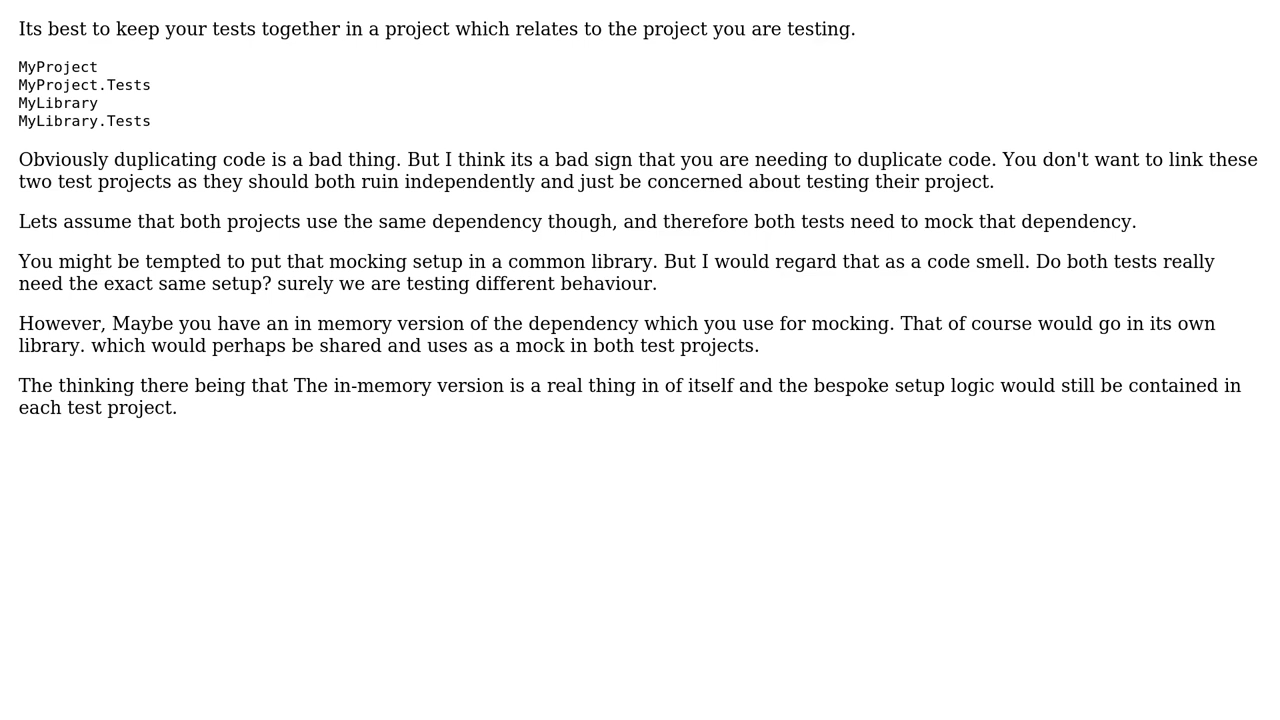 Its best to keep your tests together in a project which relates to the project you are testing.
MyProject
MyProject.Tests
MyLibrary
MyLibrary.Tests
Obviously duplicating code is a bad thing. But I think its a bad sign that you are needing to duplicate code. You don't want to link these
two test projects as they should both ruin independently and just be concerned about testing their project.
Lets assume that both projects use the same dependency though, and therefore both tests need to mock that dependency.
You might be tempted to put that mocking setup in a common library. But I would regard that as a code smell. Do both tests really
need the exact same setup? surely we are testing different behaviour.
However, Maybe you have an in memory version of the dependency which you use for mocking. That of course would go in its own
library. which would perhaps be shared and uses as a mock in both test projects.
The thinking there being that The in-memory version is a real thing in of itself and the bespoke setup logic would still be contained in
each test project.